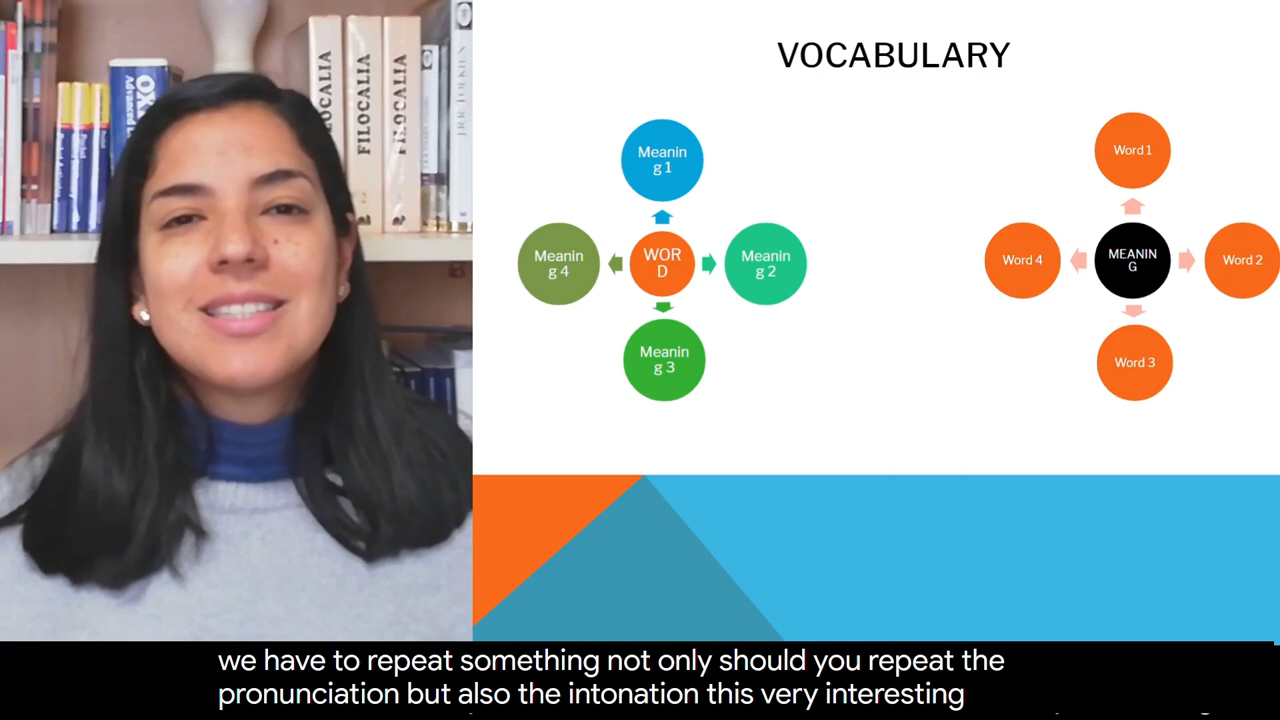 OX
Advanced
FILOCALIA
FILOCALIA
VOCABULARY
Meanin
g 1
Meanin
g 4
WOR
D
Meanin
g 2
Meanin
g 3
Word 1
Word 4
MEANIN
G
Word 2
Word 3
we have to repeat something not only should you repeat the
pronunciation but also the intonation this very interesting